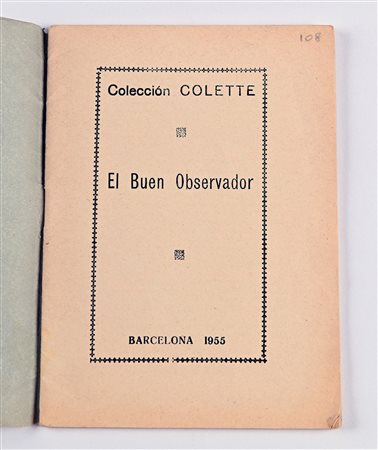 108
Colección COLETTE
El Buen Observador
BARCELONA 1955